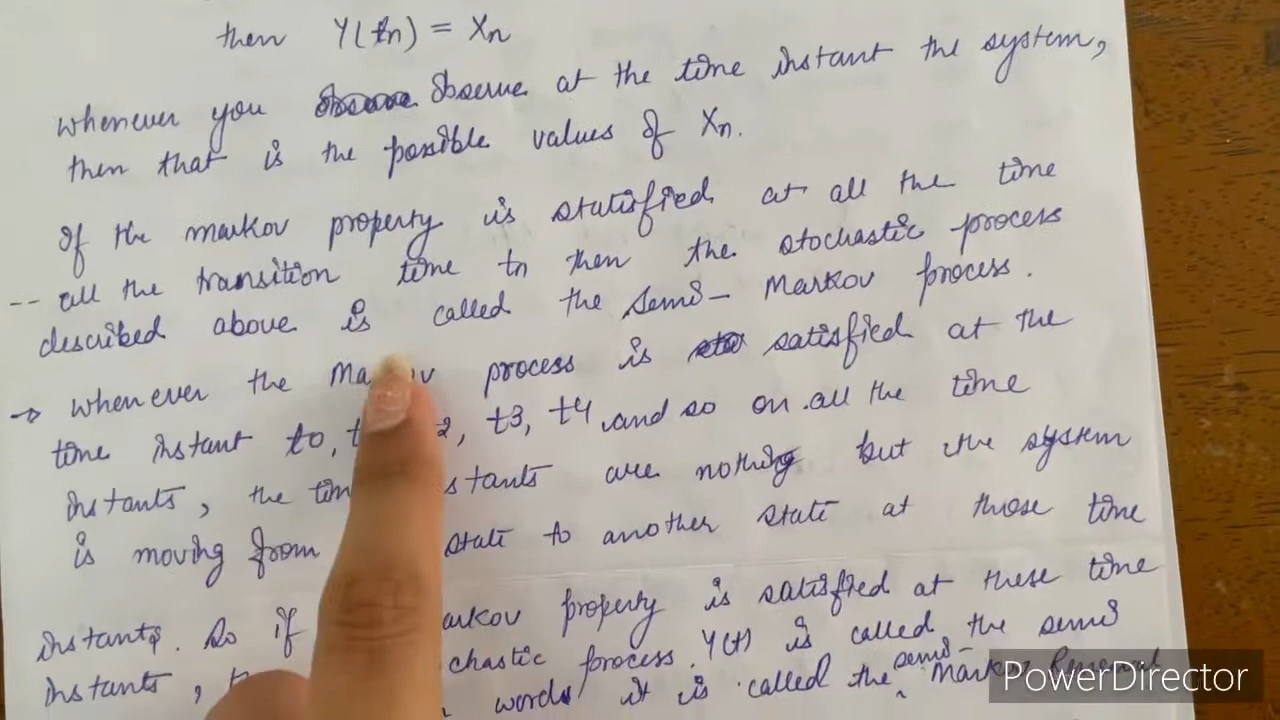 then Y(tn) = Xn
whenever you observe at the time instant the system,
then that is the possible values of Xn.
If the markov property is statisfied at all the time
-- all the transition time tn then the stochastic process
described above is called the semi-Markov process.
→ whenever the Ma v process is satisfied at the
time instant to, t 2, t3, t4 and so on all the time
instants, the tim stants are nothing but the system
is moving from state to another state at those time
instants. So if arkov property is satisfied at these time
instants, chastic process Y(t) is called the semi
words it is called the semi- Markov Renewal
PowerDirector